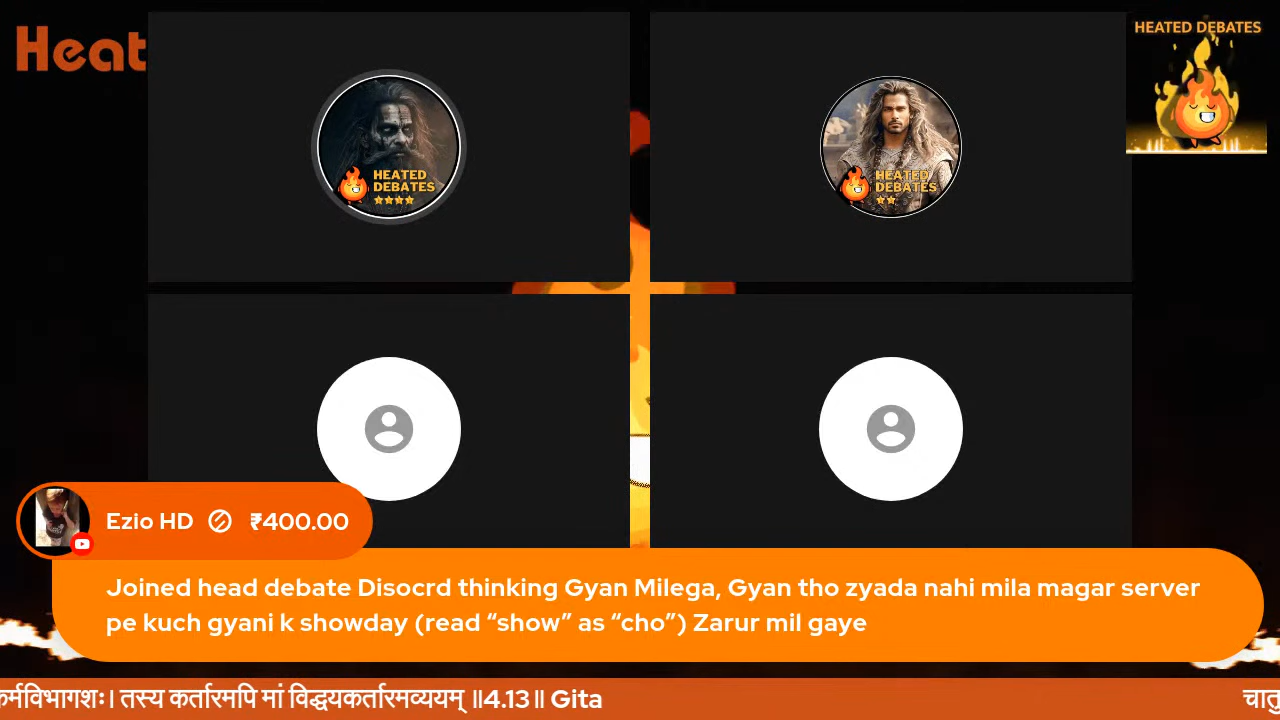 Heat
HEATED DEBATES
HEATED
DEBATES
HEATED
DEBATES
Ezio HD ₹400.00
Joined head debate Disocrd thinking Gyan Milega, Gyan tho zyada nahi mila magar server
pe kuch gyani k showday (read “show” as “cho”) Zarur mil gaye
कर्मविभागशः। तस्य कर्तारमपि मां विद्धयकर्तारमव्ययम् ॥4.13॥ Gita चातु